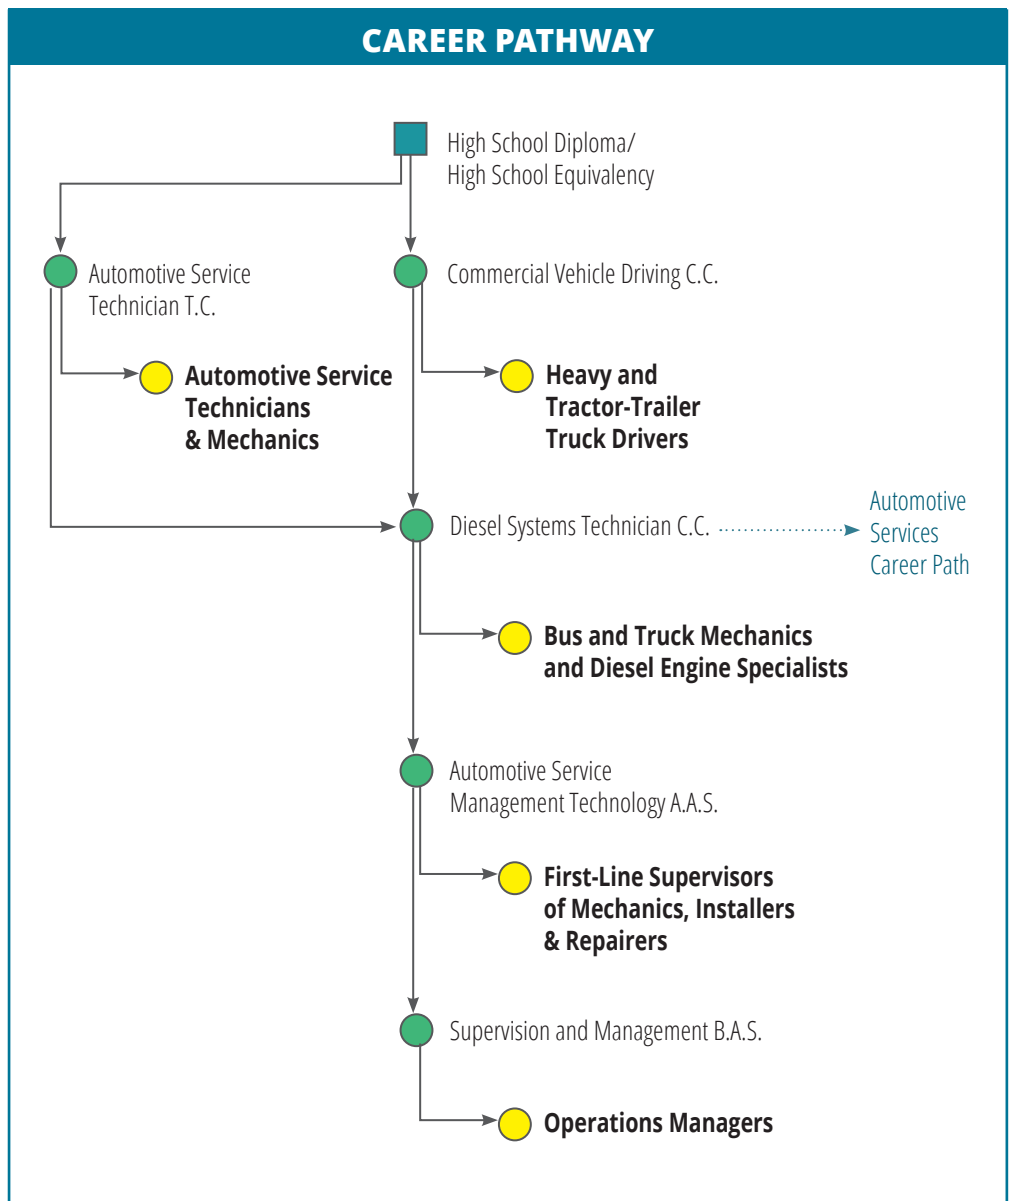 CAREER PATHWAY
High School Diploma/
High School Equivalency
Automotive Service
Technician T.C.
Commercial Vehicle Driving C.C.
Automotive Service
Technicians
& Mechanics
Heavy and
Tractor-Trailer
Truck Drivers
Diesel Systems Technician C.C.
Automotive
Services
Career Path
Bus and Truck Mechanics
and Diesel Engine Specialists
Automotive Service
Management Technology A.A.S.
First-Line Supervisors
of Mechanics, Installers
& Repairers
Supervision and Management B.A.S.
Operations Managers